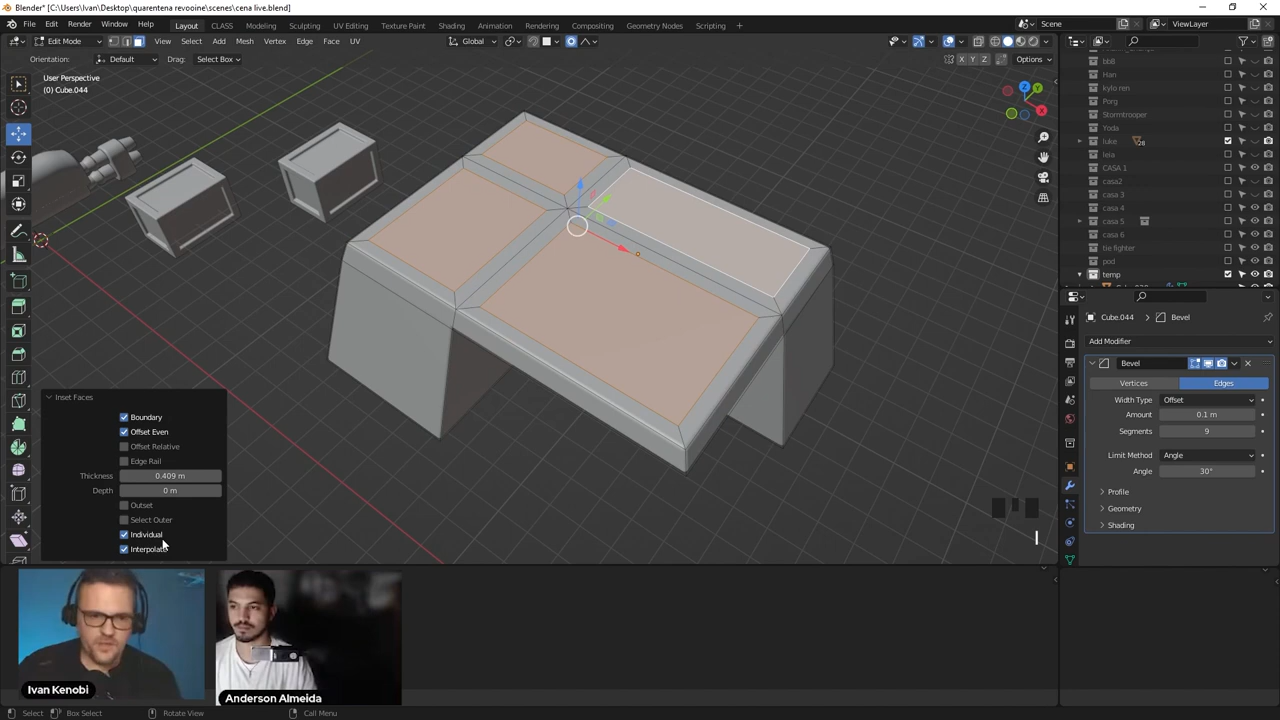 Blender* [C:\Users\Ivan\Desktop\quarentena revooine\scenes\cena live.blend]
File Edit Render Window Help Layout CLASS Modeling Sculpting UV Editing Texture Paint Shading Animation Rendering Compositing Geometry Nodes Scripting + Scene ViewLayer
Edit Mode View Select Add Mesh Vertex Edge Face UV Global
Orientation: Default Drag: Select Box X Y Z Options
User Perspective
(0) Cube.044
Z Y X
bb8
Han
kylo ren
Porg
Stormtrooper
Yoda
luke 28
leia
CASA 1
casa2
casa 3
casa 4
casa 5
casa 6
tie fighter
pod
temp
Cube.044 > Bevel
Add Modifier
Bevel
Vertices Edges
Width Type Offset
Amount 0.1 m
Segments 9
Limit Method Angle
Angle 30°
Profile
Geometry
Shading
Inset Faces
Boundary
Offset Even
Offset Relative
Edge Rail
Thickness 0.409 m
Depth 0 m
Outset
Select Outer
Individual
Interpolate
I
Ivan Kenobi
Anderson Almeida
Select Box Select Rotate View Call Menu